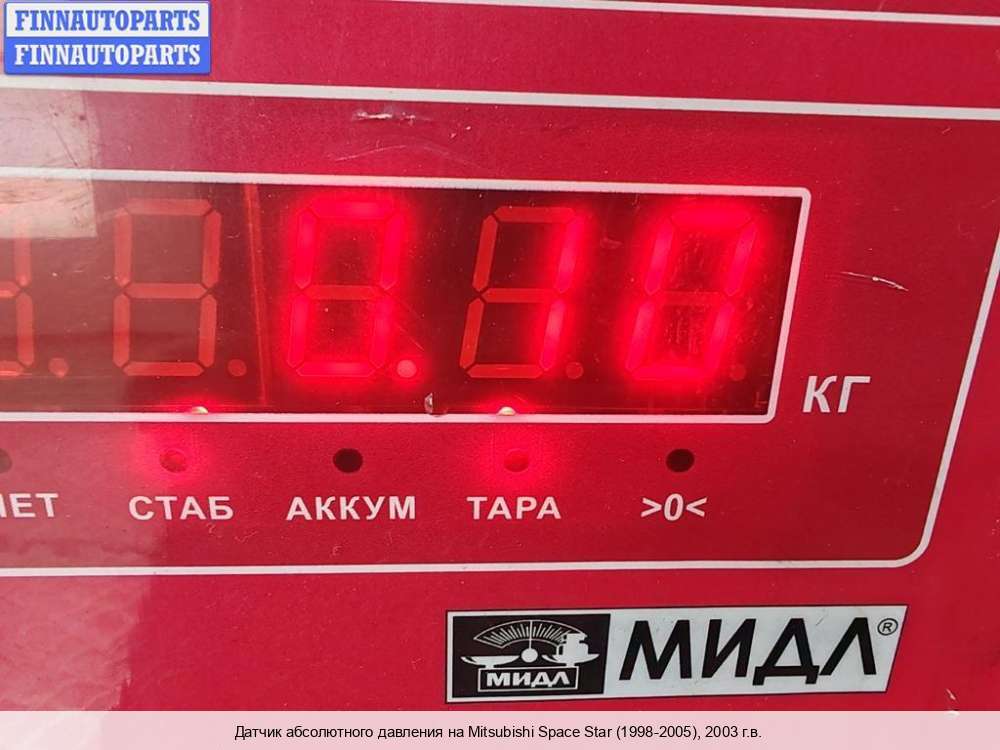 FINNAUTOPARTS
FINNAUTOPARTS
0.10
КГ
СТАБ
АККУМ
ТАРА
>0<
МИДЛ
МИДЛ®
Датчик абсолютного давления на Mitsubishi Space Star (1998-2005), 2003 г.в.